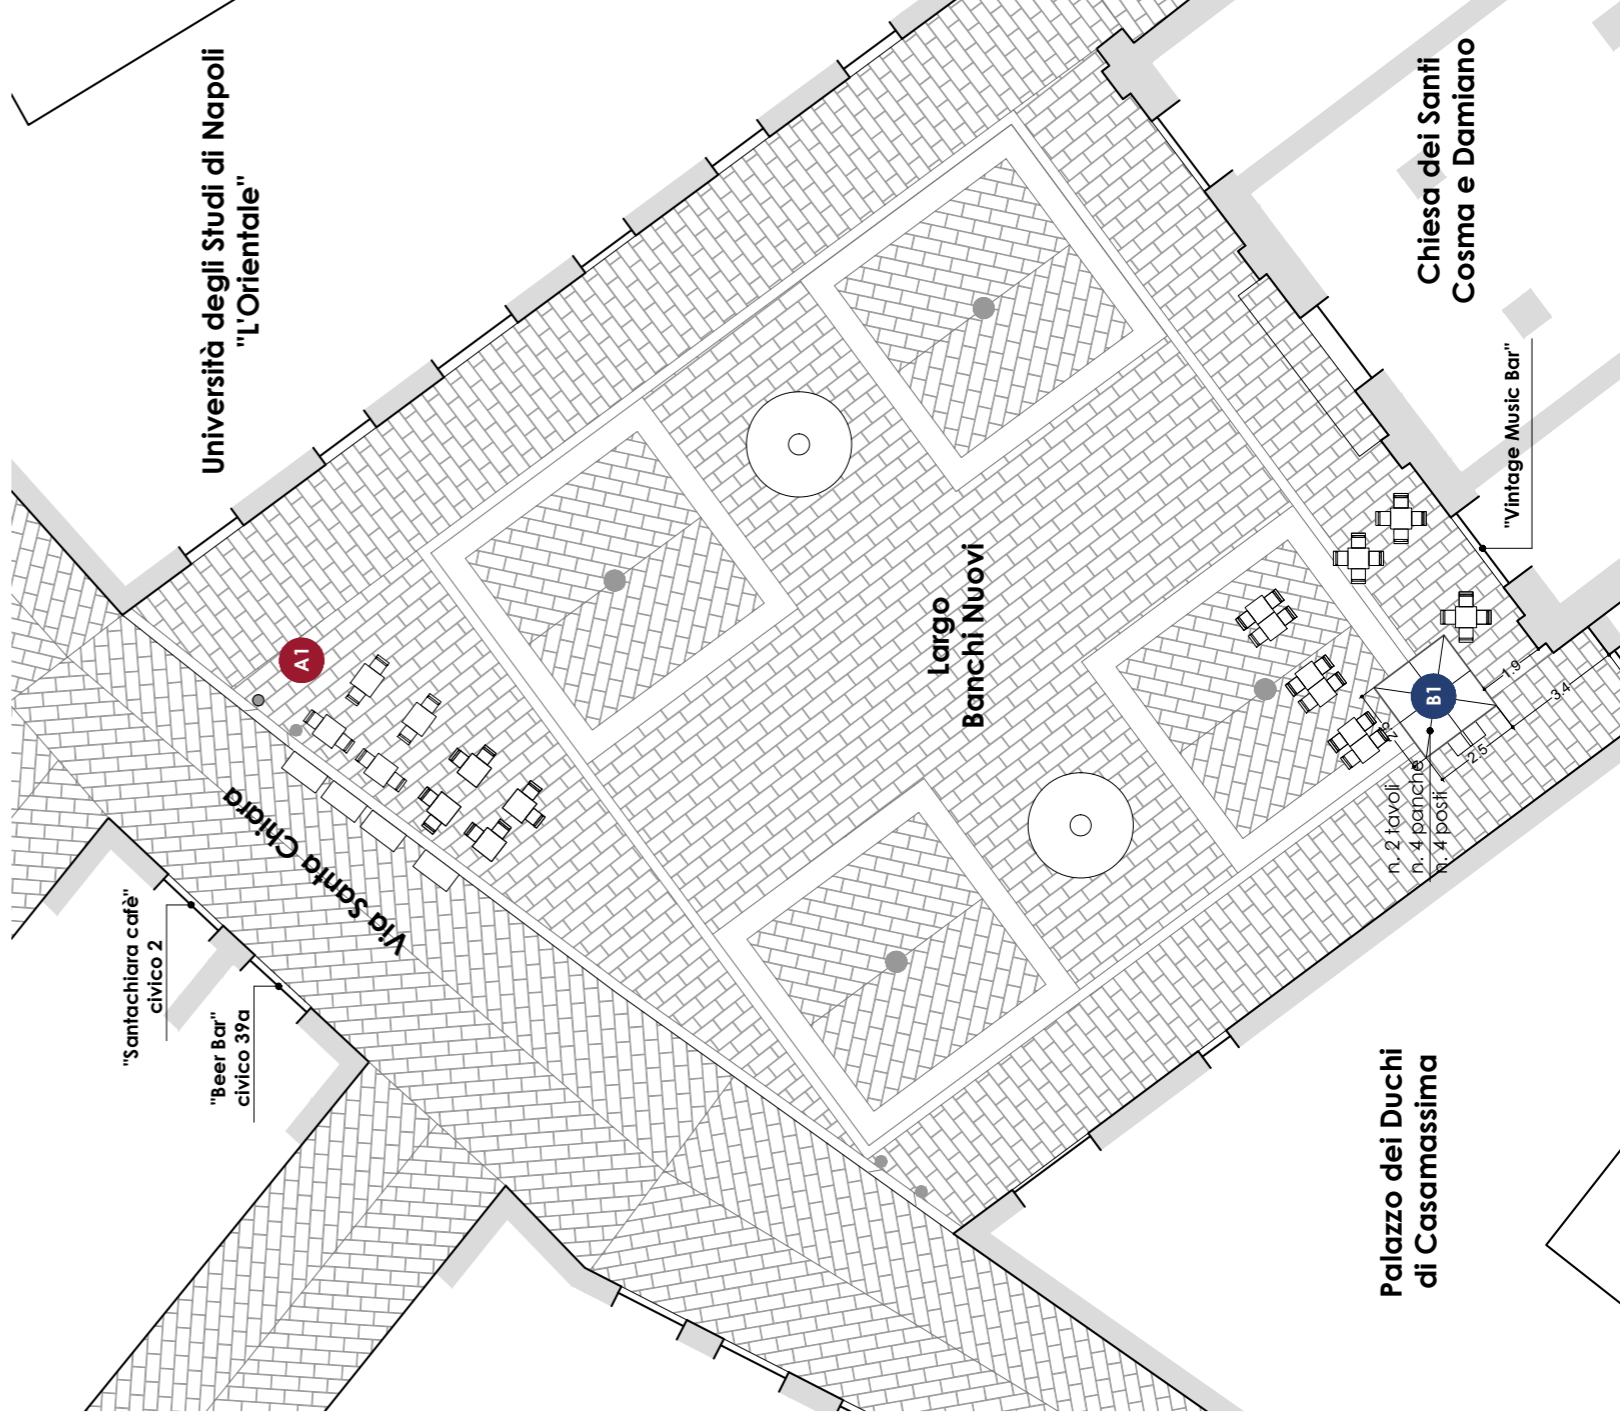 Università degli Studi di Napoli
"L'Orientale"
Chiesa dei Santi
Cosma e Damiano
"Vintage Music Bar"
A1
Largo
Banchi Nuovi
B1
1.9
3.4
2.5
n. 2 tavoli
n. 4 panche
n. 4 posti
Via Santa Chiara
"Santachiara cafè"
civico 2
"Beer Bar"
civico 39a
Palazzo dei Duchi
di Casamassima